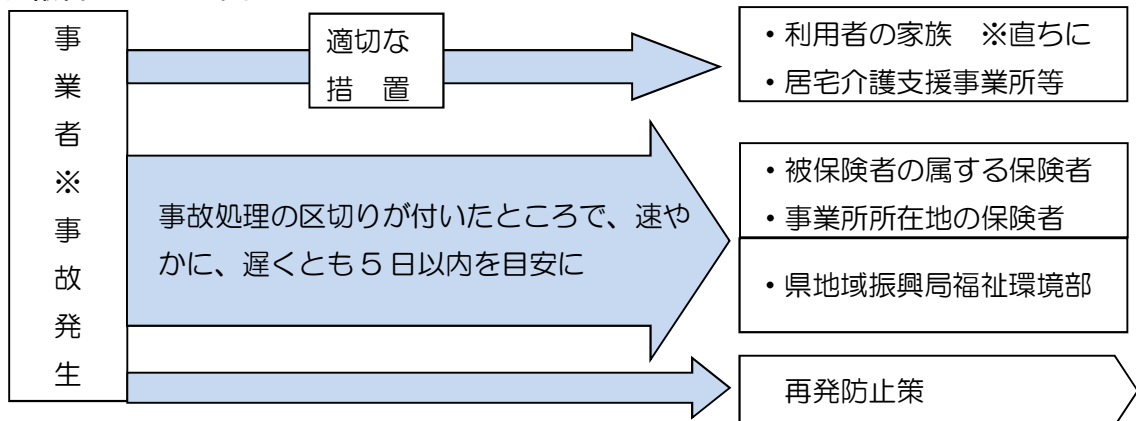 事業者※事故発生
適切な
措　置
・利用者の家族　※直ちに
・居宅介護支援事業所等
事故処理の区切りが付いたところで、速や
かに、遅くとも５日以内を目安に
・被保険者の属する保険者
・事業所所在地の保険者
・県地域振興局福祉環境部
再発防止策